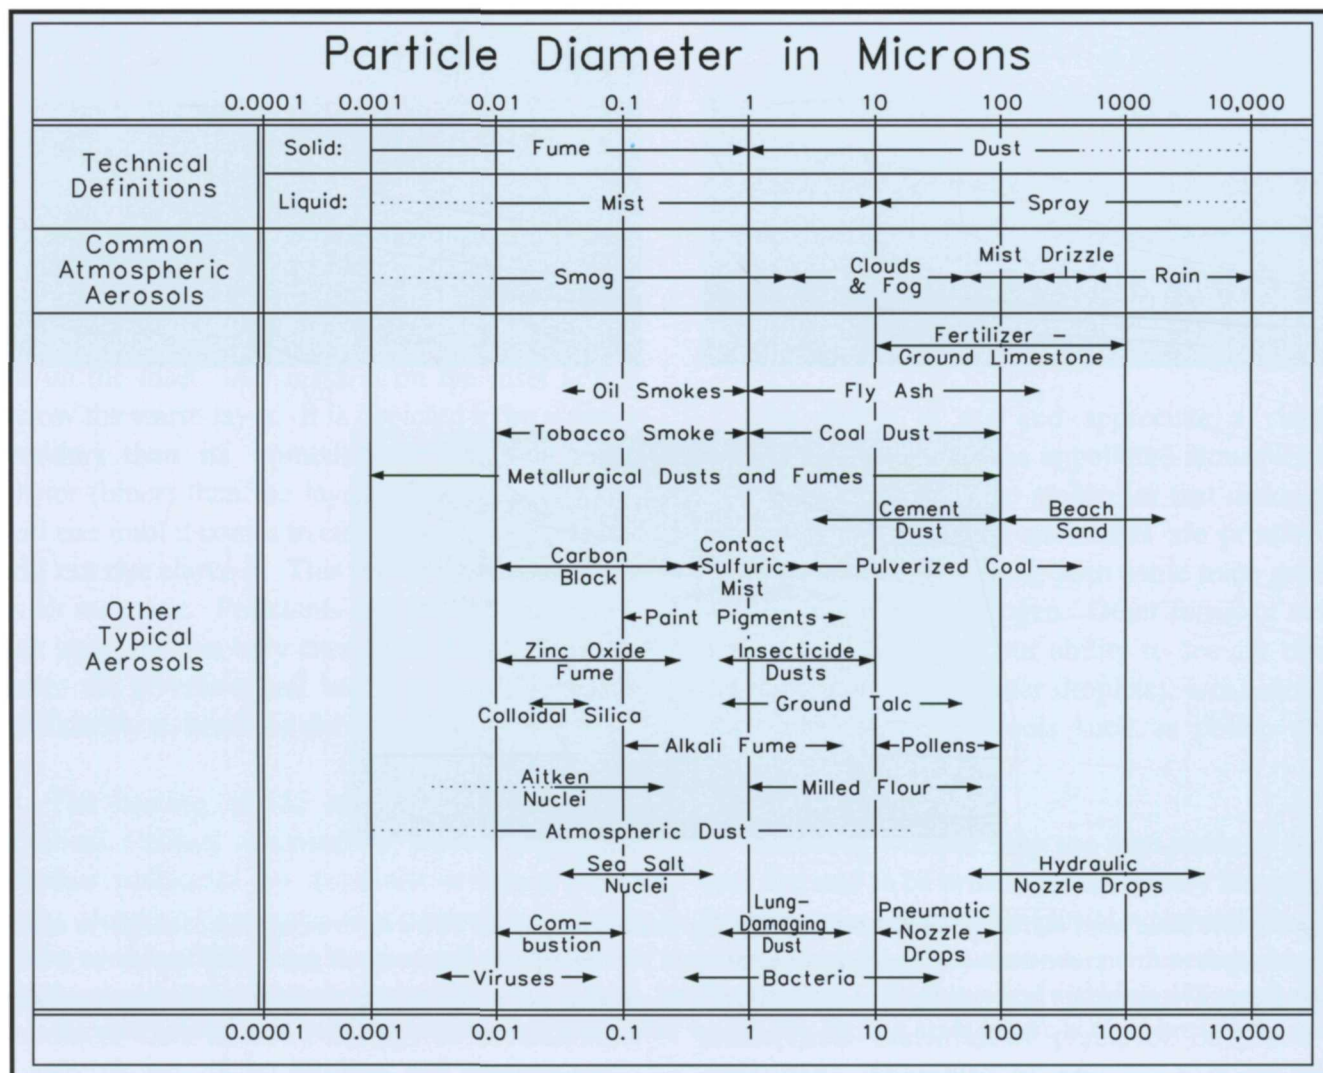 Particle Diameter in Microns
0.0001 0.001 0.01 0.1 1 10 100 1000 10,000
Technical
Definitions
Solid: Fume Dust
Liquid: Mist Spray
Common
Atmospheric
Aerosols
Smog
Clouds
& Fog
Mist Drizzle
Rain
Other
Typical
Aerosols
Fertilizer –
Ground Limestone
Oil Smokes Fly Ash
Tobacco Smoke Coal Dust
Metallurgical Dusts and Fumes
Cement
Dust
Beach
Sand
Carbon
Black
Contact
Sulfuric
Mist
Pulverized Coal
Paint Pigments
Zinc Oxide
Fume
Insecticide
Dusts
Colloidal Silica
Ground Talc
Alkali Fume Pollens
Aitken
Nuclei
Milled Flour
Atmospheric Dust
Sea Salt
Nuclei
Hydraulic
Nozzle Drops
Com–
bustion
Lung–
Damaging
Dust
Pneumatic
Nozzle
Drops
Viruses Bacteria
0.0001 0.001 0.01 0.1 1 10 100 1000 10,000